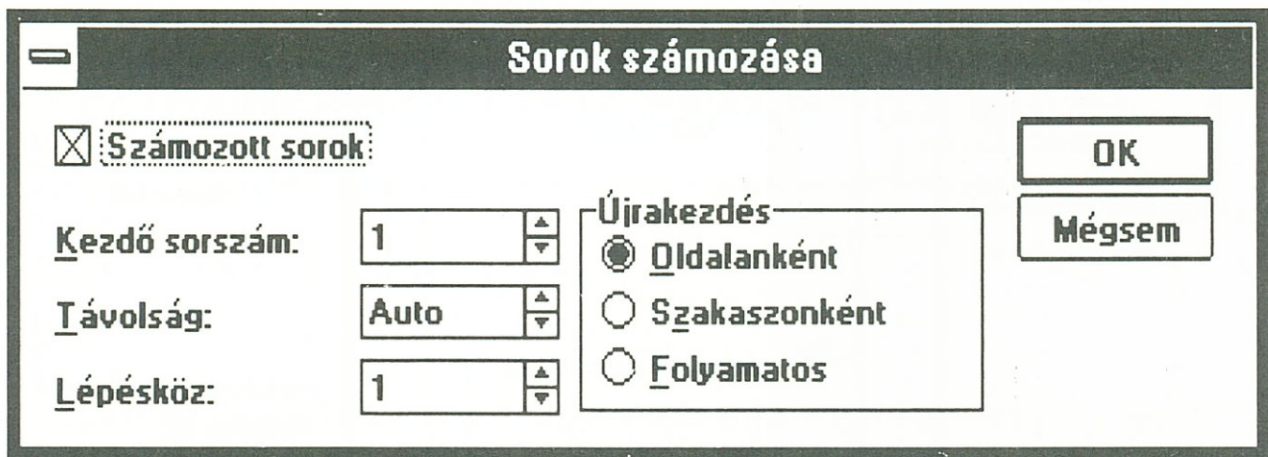 Sorok számozása
Számozott sorok
Kezdő sorszám: 1
Távolság: Auto
Lépésköz: 1
Újrakezdés
Oldalanként
Szakaszonként
Folyamatos
OK
Mégsem